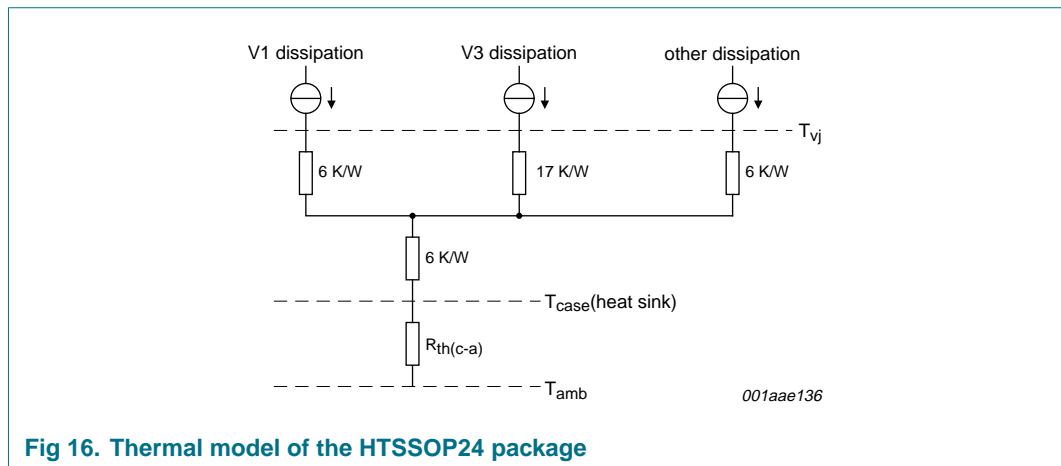 V1 dissipation V3 dissipation other dissipation
Tvj
6 K/W 17 K/W 6 K/W
6 K/W
Tcase(heat sink)
Rth(c-a)
Tamb
001aae136
Fig 16. Thermal model of the HTSSOP24 package